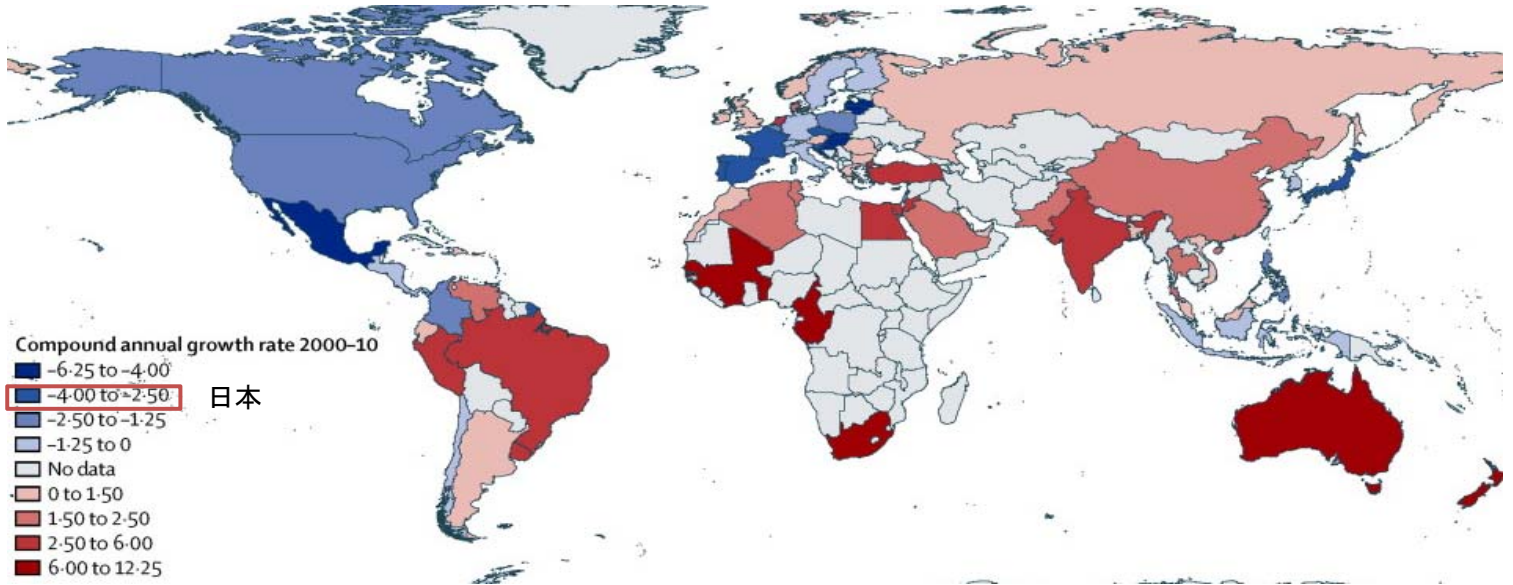 Compound annual growth rate 2000–10
–6·25 to –4·00
–4·00 to –2·50 日本
–2·50 to –1·25
–1·25 to 0
No data
0 to 1·50
1·50 to 2·50
2·50 to 6·00
6·00 to 12·25